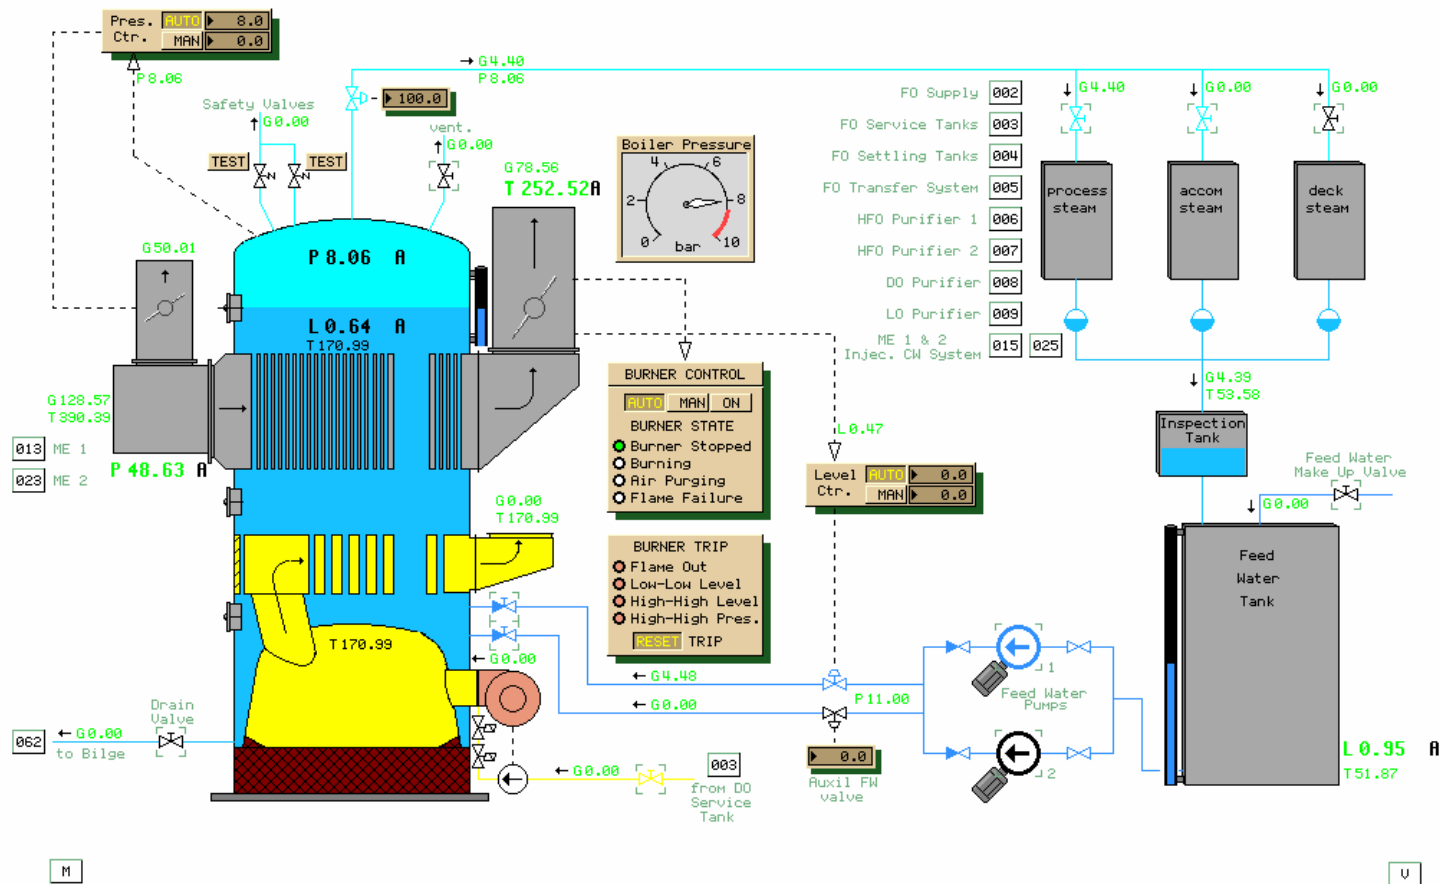 Pres. AUTO 8.0
Ctr. MAN 0.0
P8.06
G4.40
P8.06
100.0
Safety Valves
G0.00
TEST TEST
vent.
G0.00
G78.56
T 252.52A
G50.01
P 8.06 A
L 0.64 A
T170.99
G128.57
T390.39
P 48.63 A
013 ME 1
023 ME 2
Boiler Pressure
0 2 4 6 8 10
bar
FO Supply 002
FO Service Tanks 003
FO Settling Tanks 004
FO Transfer System 005
HFO Purifier 1 006
HFO Purifier 2 007
DO Purifier 008
LO Purifier 009
ME 1 & 2
Injec. CW System 015 025
G4.40
G0.00
G0.00
process
steam
accom
steam
deck
steam
G4.39
T53.58
Inspection
Tank
Feed Water
Make Up Valve
G0.00
Feed
Water
Tank
L 0.95 A
T51.87
BURNER CONTROL
AUTO MAN ON
BURNER STATE
Burner Stopped
Burning
Air Purging
Flame Failure
L0.47
Level AUTO 0.0
Ctr. MAN 0.0
G0.00
T170.99
BURNER TRIP
Flame Out
Low-Low Level
High-High Level
High-High Pres.
RESET TRIP
T170.99
G0.00
G4.48
G0.00
P11.00
1
Feed Water
Pumps
2
0.0
Auxil FW
valve
Drain
Valve
062 G0.00
to Bilge
G0.00
003
from DO
Service
Tank
M
V